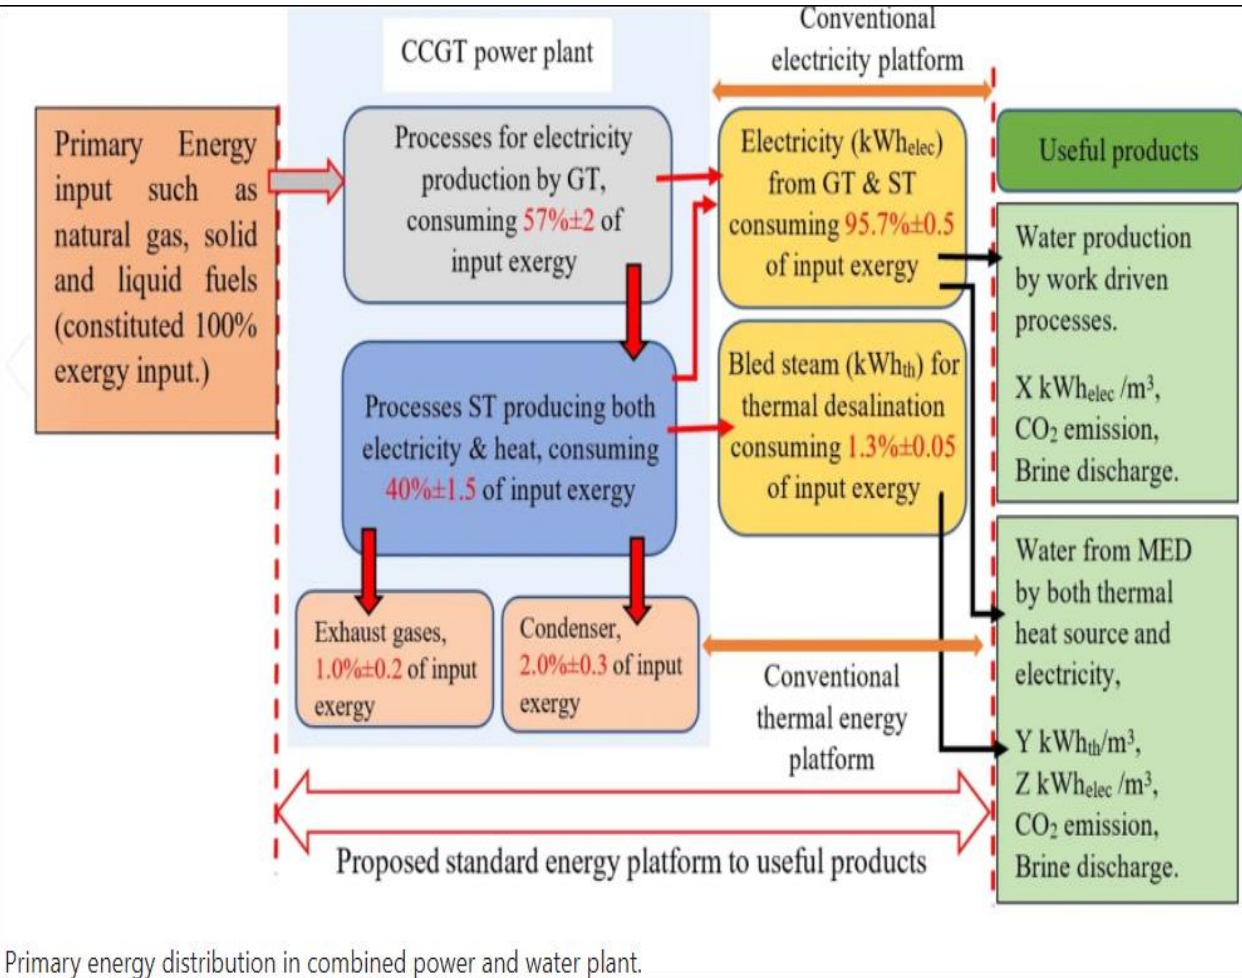 CCGT power plant
Conventional
electricity platform
Primary Energy
input such as
natural gas, solid
and liquid fuels
(constituted 100%
exergy input.)
Processes for electricity
production by GT,
consuming 57%±2 of
input exergy
Electricity (kWhelec)
from GT & ST
consuming 95.7%±0.5
of input exergy
Useful products
Water production
by work driven
processes.
X kWhelec /m³,
CO₂ emission,
Brine discharge.
Processes ST producing both
electricity & heat, consuming
40%±1.5 of input exergy
Bled steam (kWhth) for
thermal desalination
consuming 1.3%±0.05
of input exergy
Exhaust gases,
1.0%±0.2 of input
exergy
Condenser,
2.0%±0.3 of input
exergy
Conventional
thermal energy
platform
Water from MED
by both thermal
heat source and
electricity,
Y kWhth/m³,
Z kWhelec /m³,
CO₂ emission,
Brine discharge.
Proposed standard energy platform to useful products
Primary energy distribution in combined power and water plant.